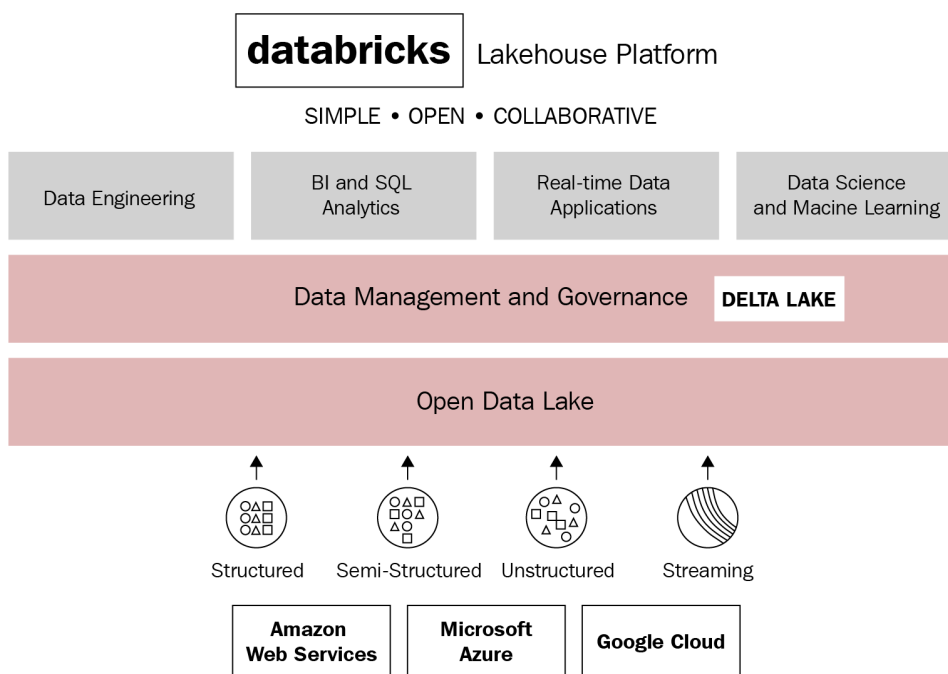 databricks Lakehouse Platform
SIMPLE • OPEN • COLLABORATIVE
Data Engineering
BI and SQL
Analytics
Real-time Data
Applications
Data Science
and Macine Learning
Data Management and Governance DELTA LAKE
Open Data Lake
Structured Semi-Structured Unstructured Streaming
Amazon
Web Services
Microsoft
Azure
Google Cloud